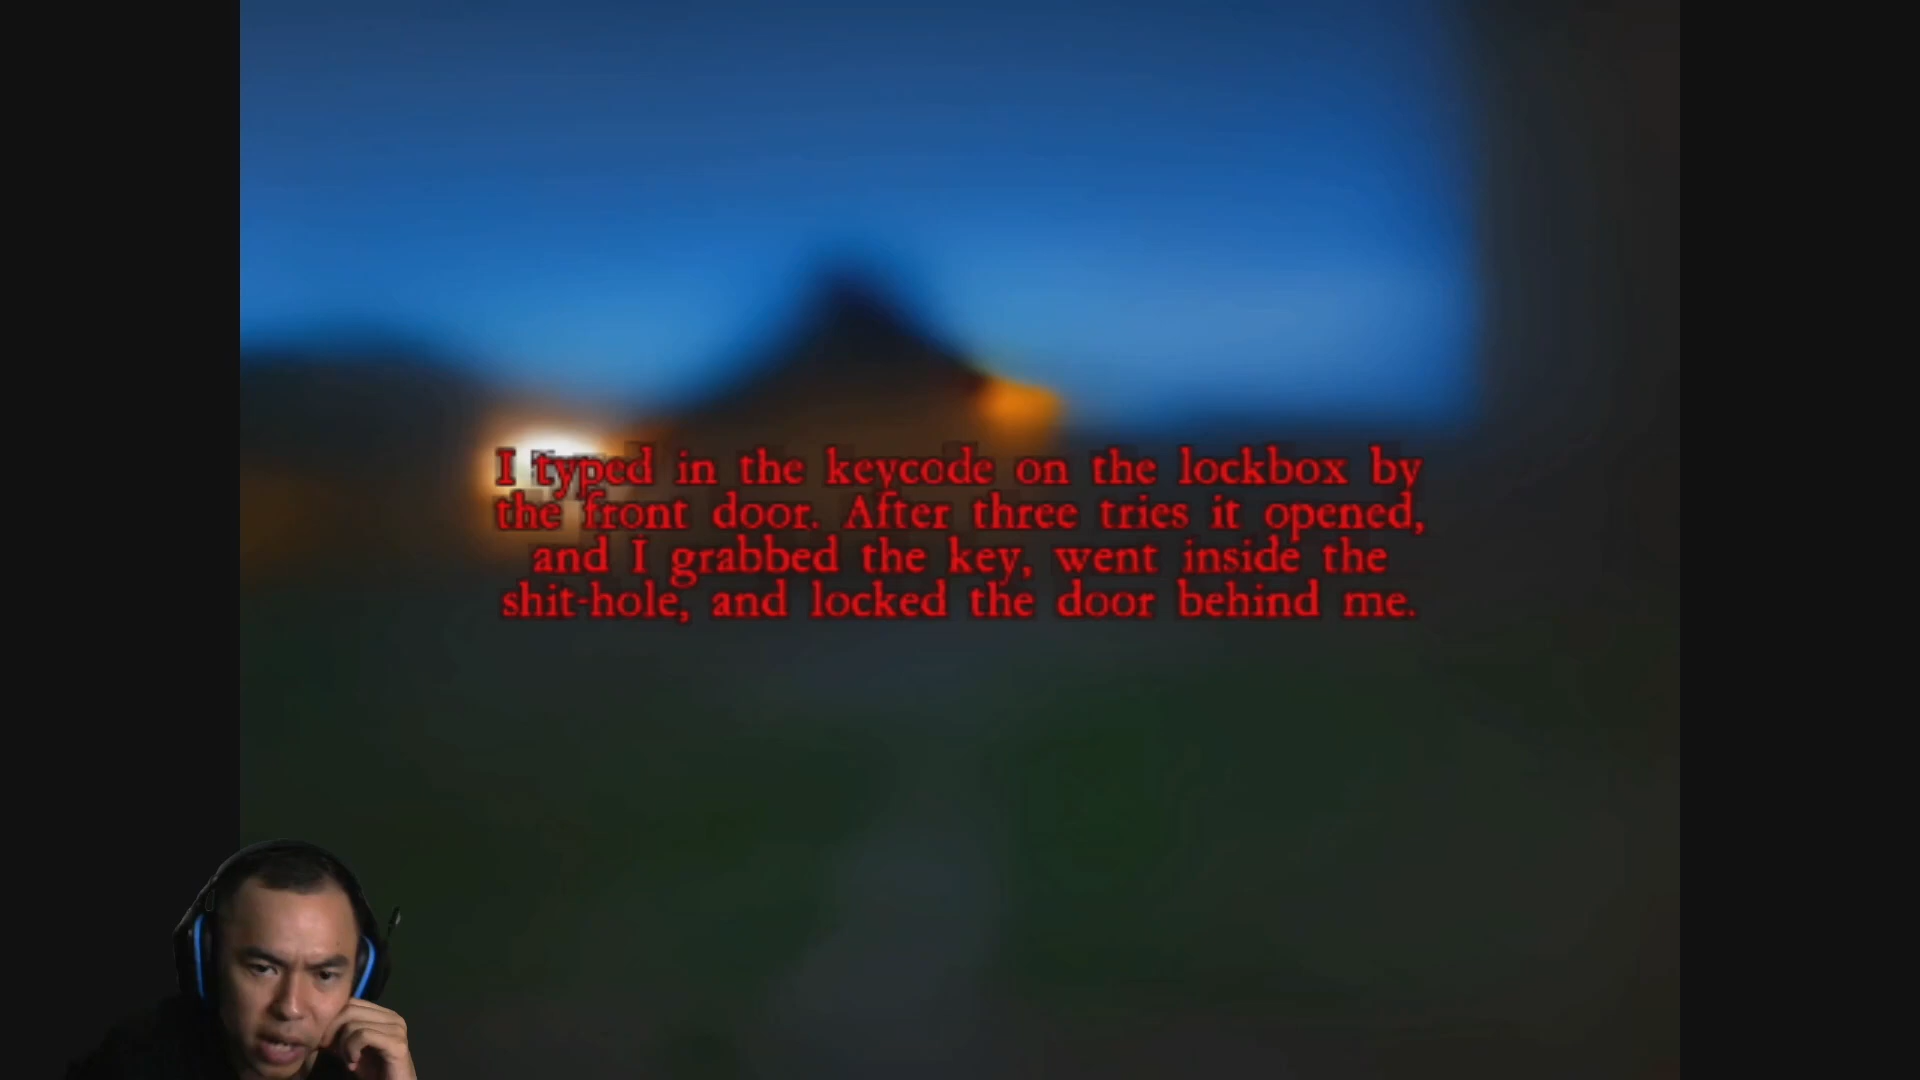 I typed in the keycode on the lockbox by
the front door. After three tries it opened,
and I grabbed the key, went inside the
shit-hole, and locked the door behind me.